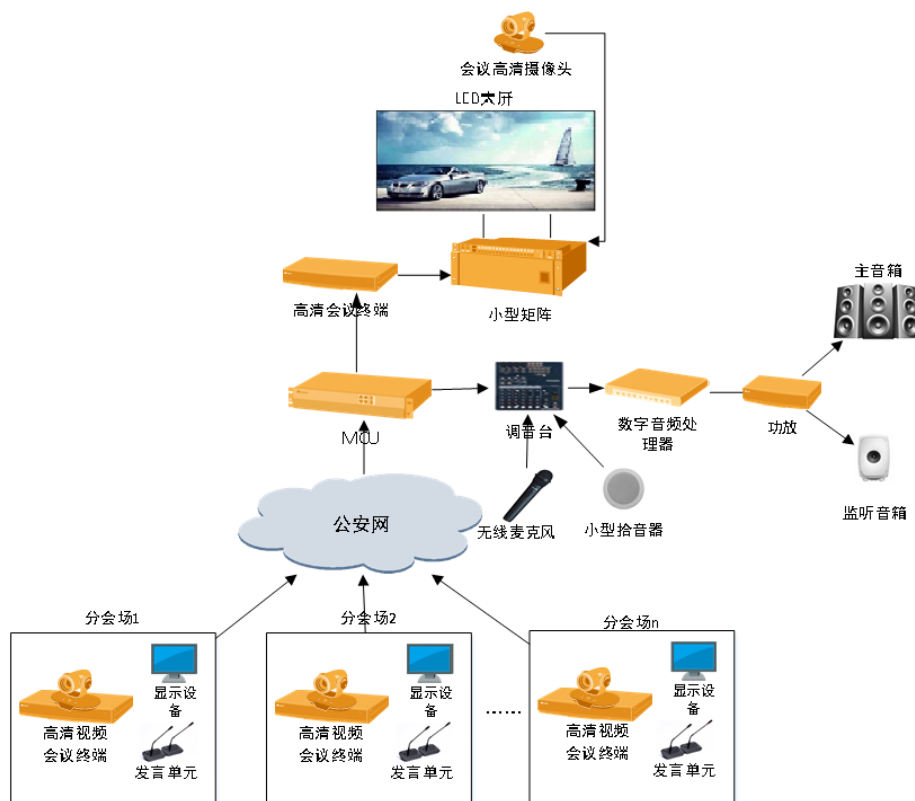 会议高清摄像头
LED大屏
主音箱
高清会议终端
小型矩阵
MCU
调音台
数字音频处
理器
功放
公安网
无线麦克风
小型拾音器
监听音箱
分会场1
分会场2
分会场n
显示设
备
高清视频
会议终端
发言单元
显示设
备
高清视频
会议终端
发言单元
……
显示设
备
高清视频
会议终端
发言单元